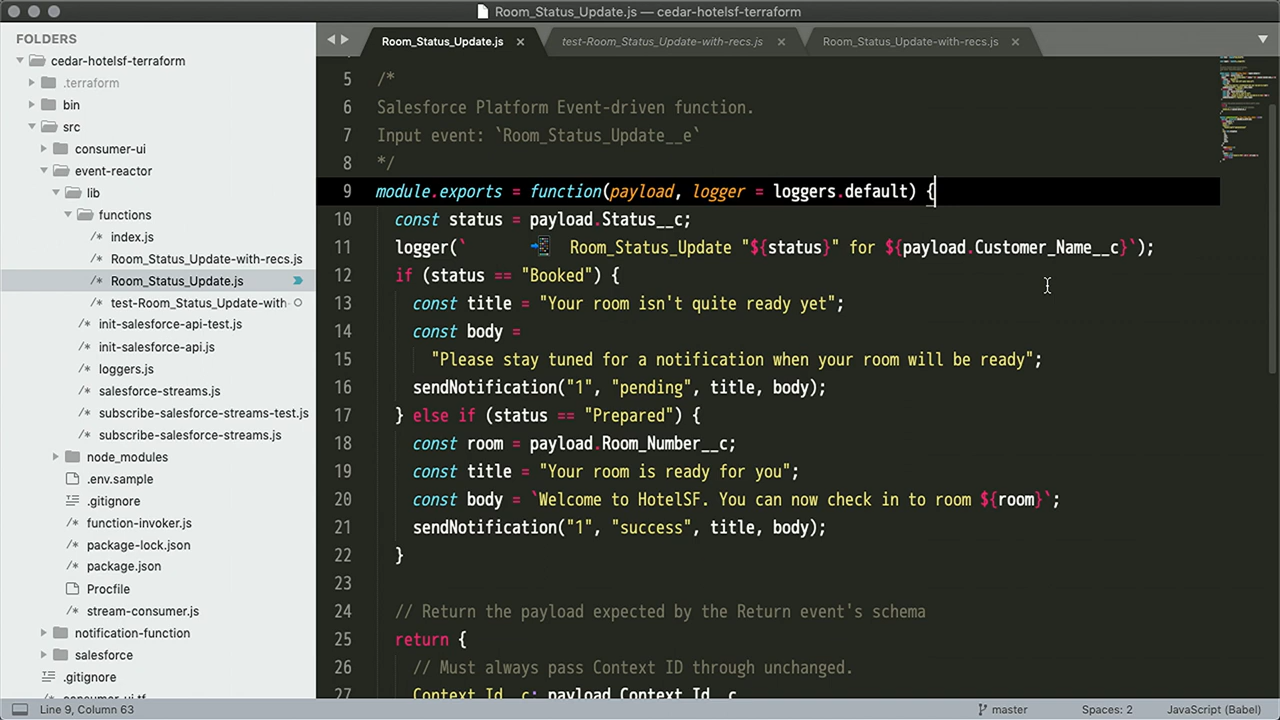 Room_Status_Update.js — cedar-hotelsf-terraform
FOLDERS
cedar-hotelsf-terraform
.terraform
bin
src
consumer-ui
event-reactor
lib
functions
/* index.js
/* Room_Status_Update-with-recs.js
/* Room_Status_Update.js
/* test-Room_Status_Update-with-
/* init-salesforce-api-test.js
/* init-salesforce-api.js
/* loggers.js
/* salesforce-streams.js
/* subscribe-salesforce-streams-test.js
/* subscribe-salesforce-streams.js
node_modules
.env.sample
.gitignore
/* function-invoker.js
/* package-lock.json
/* package.json
Procfile
/* stream-consumer.js
notification-function
salesforce
.gitignore
consumer-ui.tf
Room_Status_Update.js
test-Room_Status_Update-with-recs.js
Room_Status_Update-with-recs.js
5 /*
6 Salesforce Platform Event-driven function.
7 Input event: `Room_Status_Update__e`
8 */
9 module.exports = function(payload, logger = loggers.default) {
10 const status = payload.Status__c;
11 logger(` 📲 Room_Status_Update "${status}" for ${payload.Customer_Name__c}`);
12 if (status == "Booked") {
13 const title = "Your room isn't quite ready yet";
14 const body =
15 "Please stay tuned for a notification when your room will be ready";
16 sendNotification("1", "pending", title, body);
17 } else if (status == "Prepared") {
18 const room = payload.Room_Number__c;
19 const title = "Your room is ready for you";
20 const body = `Welcome to HotelSF. You can now check in to room ${room}`;
21 sendNotification("1", "success", title, body);
22 }
23
24 // Return the payload expected by the Return event's schema
25 return {
26 // Must always pass Context ID through unchanged.
27 Context_Id__c: payload.Context_Id__c,
Line 9, Column 63
master
Spaces: 2
JavaScript (Babel)